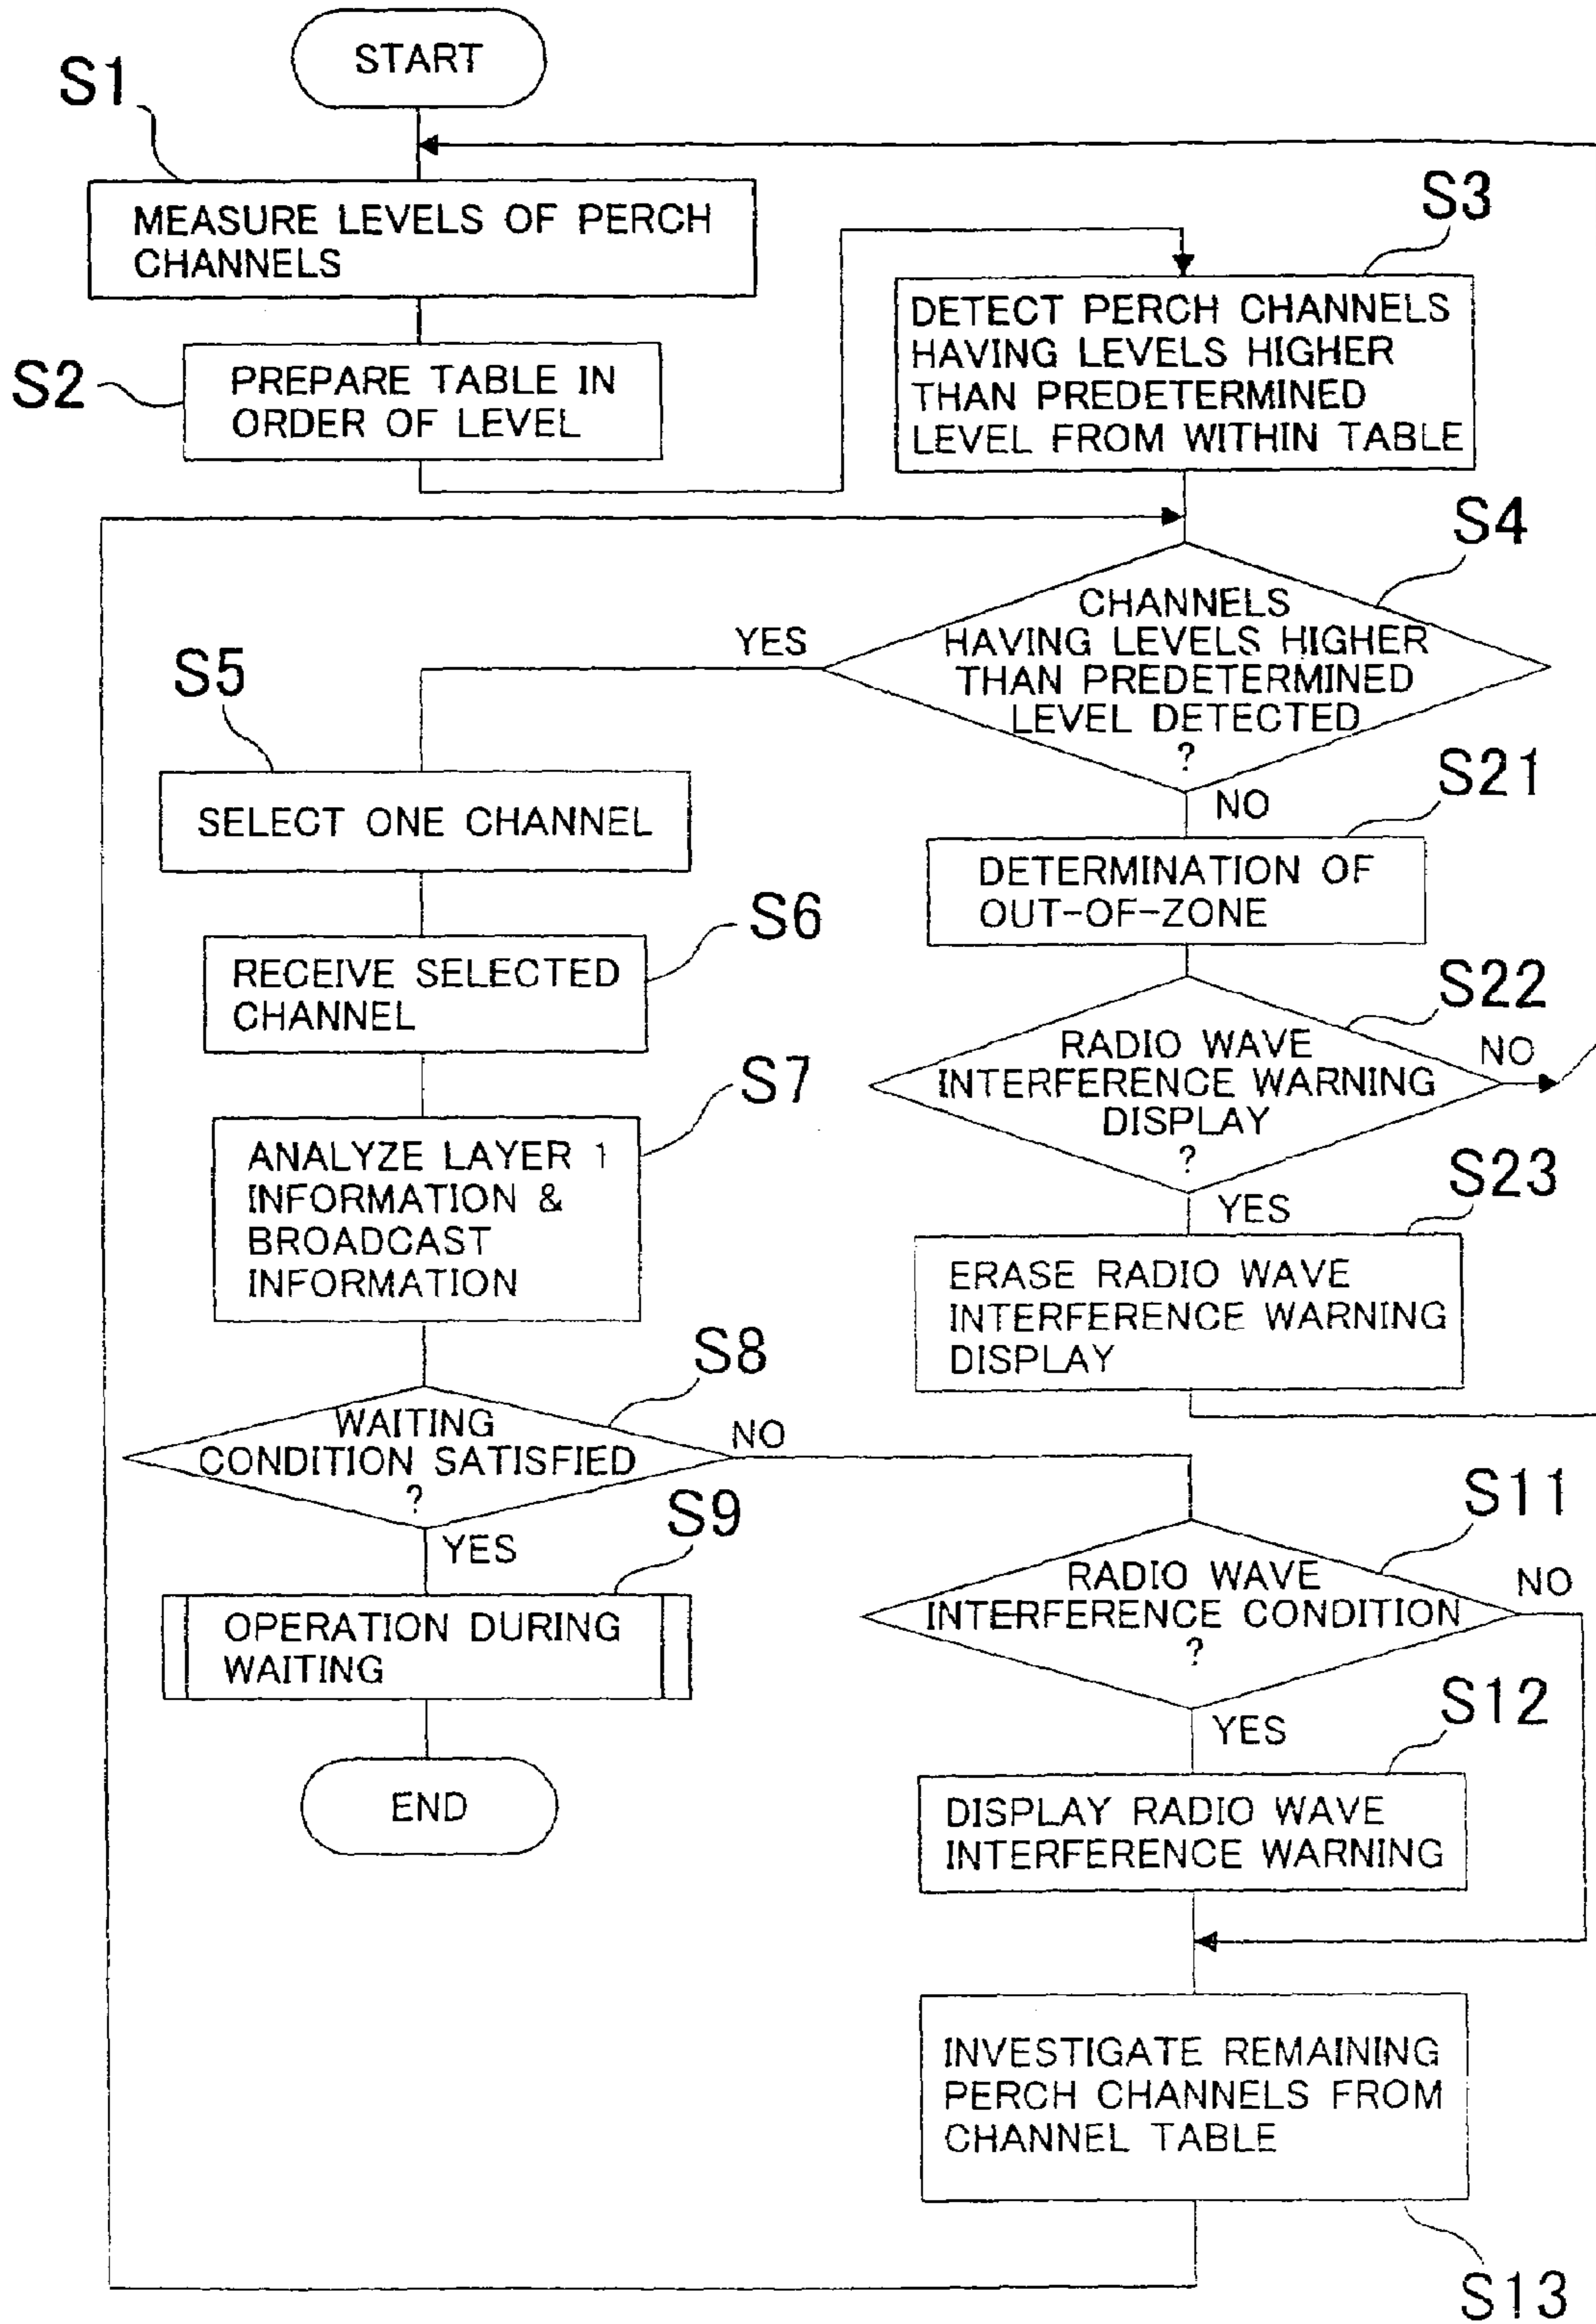 START
S1
MEASURE LEVELS OF PERCH
CHANNELS
S2
PREPARE TABLE IN
ORDER OF LEVEL
S3
DETECT PERCH CHANNELS
HAVING LEVELS HIGHER
THAN PREDETERMINED
LEVEL FROM WITHIN TABLE
S4
CHANNELS
HAVING LEVELS HIGHER
THAN PREDETERMINED
LEVEL DETECTED
?
YES
NO
S5
SELECT ONE CHANNEL
S6
RECEIVE SELECTED
CHANNEL
S7
ANALYZE LAYER 1
INFORMATION &
BROADCAST
INFORMATION
S8
WAITING
CONDITION SATISFIED
?
NO
YES
S9
OPERATION DURING
WAITING
END
S21
DETERMINATION OF
OUT-OF-ZONE
S22
RADIO WAVE
INTERFERENCE WARNING
DISPLAY
?
NO
YES
S23
ERASE RADIO WAVE
INTERFERENCE WARNING
DISPLAY
S11
RADIO WAVE
INTERFERENCE CONDITION
?
NO
YES
S12
DISPLAY RADIO WAVE
INTERFERENCE WARNING
INVESTIGATE REMAINING
PERCH CHANNELS FROM
CHANNEL TABLE
S13